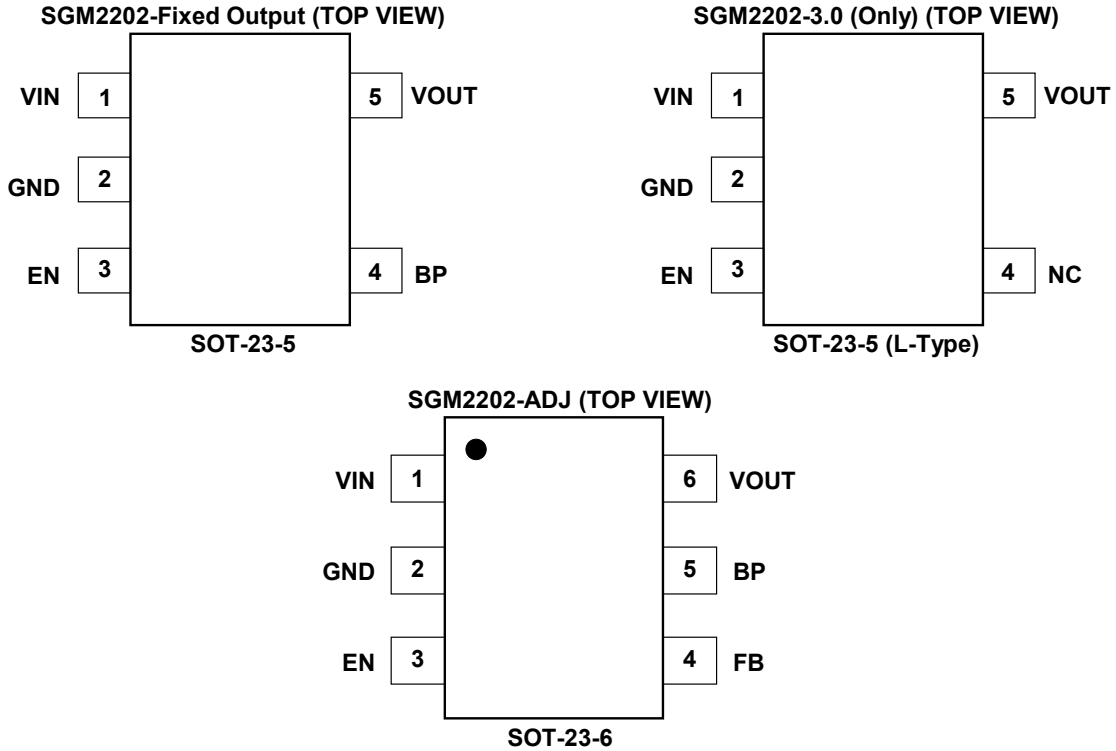 SGM2202-Fixed Output (TOP VIEW)
VIN 1 5 VOUT
GND 2
EN 3 4 BP
SOT-23-5
SGM2202-3.0 (Only) (TOP VIEW)
VIN 1 5 VOUT
GND 2
EN 3 4 NC
SOT-23-5 (L-Type)
SGM2202-ADJ (TOP VIEW)
VIN 1 6 VOUT
GND 2 5 BP
EN 3 4 FB
SOT-23-6